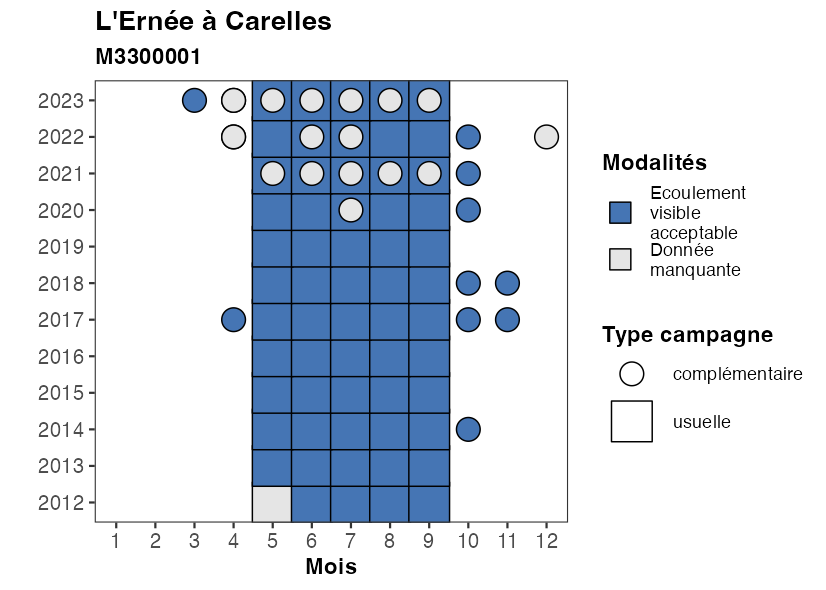 L'Ernée à Carelles
M3300001
2023
2022
2021
2020
2019
2018
2017
2016
2015
2014
2013
2012
1 2 3 4 5 6 7 8 9 10 11 12
Mois
Modalités
Ecoulement
visible
acceptable
Donnée
manquante
Type campagne
complémentaire
usuelle